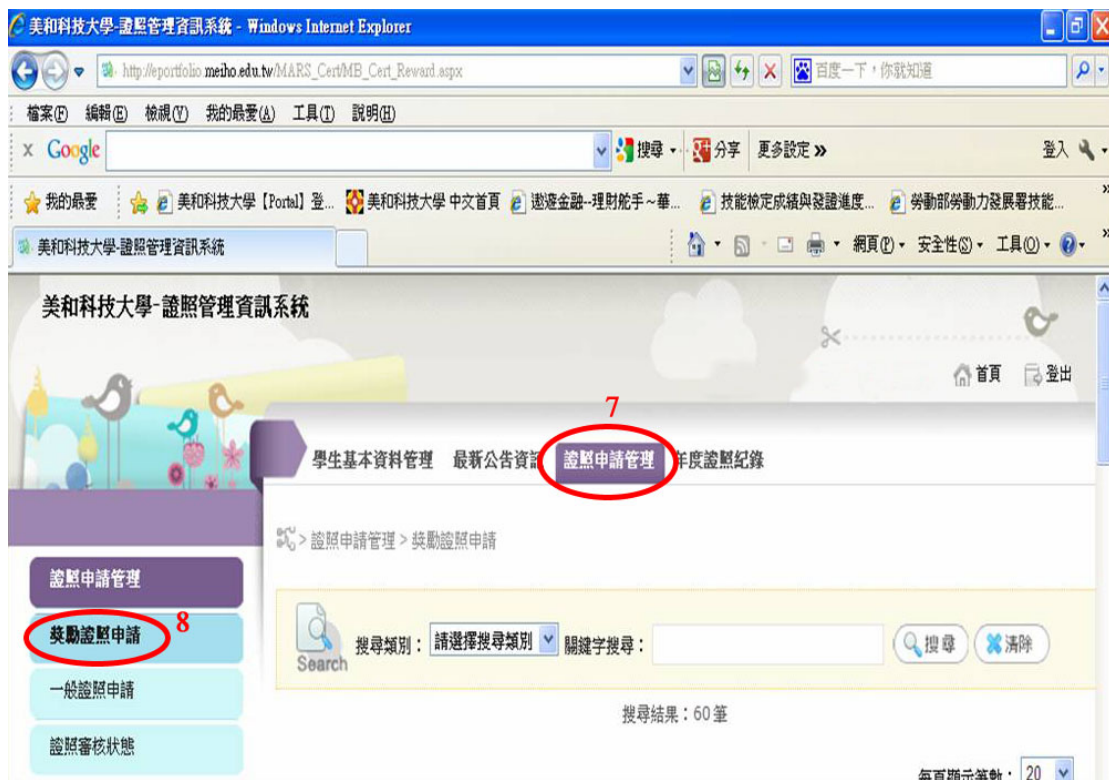 美和科技大學-證照管理資訊系統 - Windows Internet Explorer
http://eportfolio.meiho.edu.tw/MARS_Cert/MB_Cert_Reward.aspx 百度一下，你就知道
檔案(F) 編輯(E) 檢視(V) 我的最愛(A) 工具(T) 說明(H)
x Google 搜尋 分享 更多設定 » 登入
我的最愛 美和科技大學【Portal】登... 美和科技大學 中文首頁 遨遊金融--理財舵手～華... 技能檢定成績與發證進度... 勞動部勞動力發展署技能... »
美和科技大學-證照管理資訊系統 網頁(P) 安全性(S) 工具(O) »
美和科技大學-證照管理資訊系統
首頁 登出
7
學生基本資料管理 最新公告資訊 證照申請管理 年度證照紀錄
> 證照申請管理 > 獎勵證照申請
證照申請管理
獎勵證照申請 8
Search 搜尋類別： 請選擇搜尋類別 關鍵字搜尋： 搜尋 清除
一般證照申請
搜尋結果：60 筆
證照審核狀態
每頁顯示筆數： 20